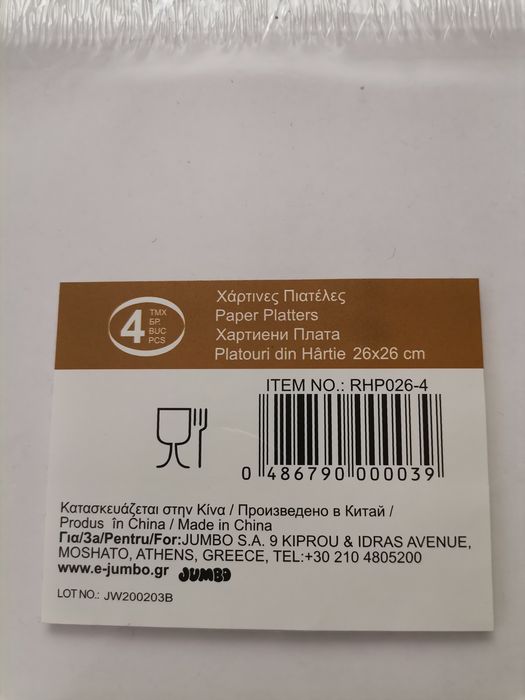 4 ΤΜΧ
БР.
BUC
PCS
Χάρτινες Πιατέλες
Paper Platters
Хартиени Плата
Platouri din Hârtie 26x26 cm
ITEM NO.: RHP026-4
0 486790 000039
Κατασκευάζεται στην Κίνα / Произведено в Китай /
Produs în China / Made in China
Για/За/Pentru/For:JUMBO S.A. 9 KIPROU & IDRAS AVENUE,
MOSHATO, ATHENS, GREECE, TEL:+30 210 4805200
www.e-jumbo.gr JUMBO
LOT NO.: JW200203B